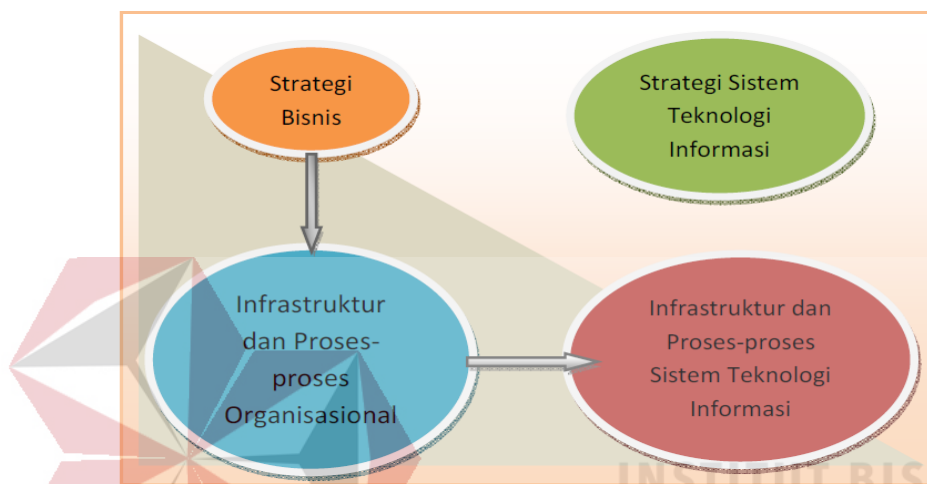 Strategi
Bisnis
Strategi Sistem
Teknologi
Informasi
Infrastruktur
dan Proses-
proses
Organisasional
Infrastruktur dan
Proses-proses
Sistem Teknologi
Informasi
INSTITUT BIS